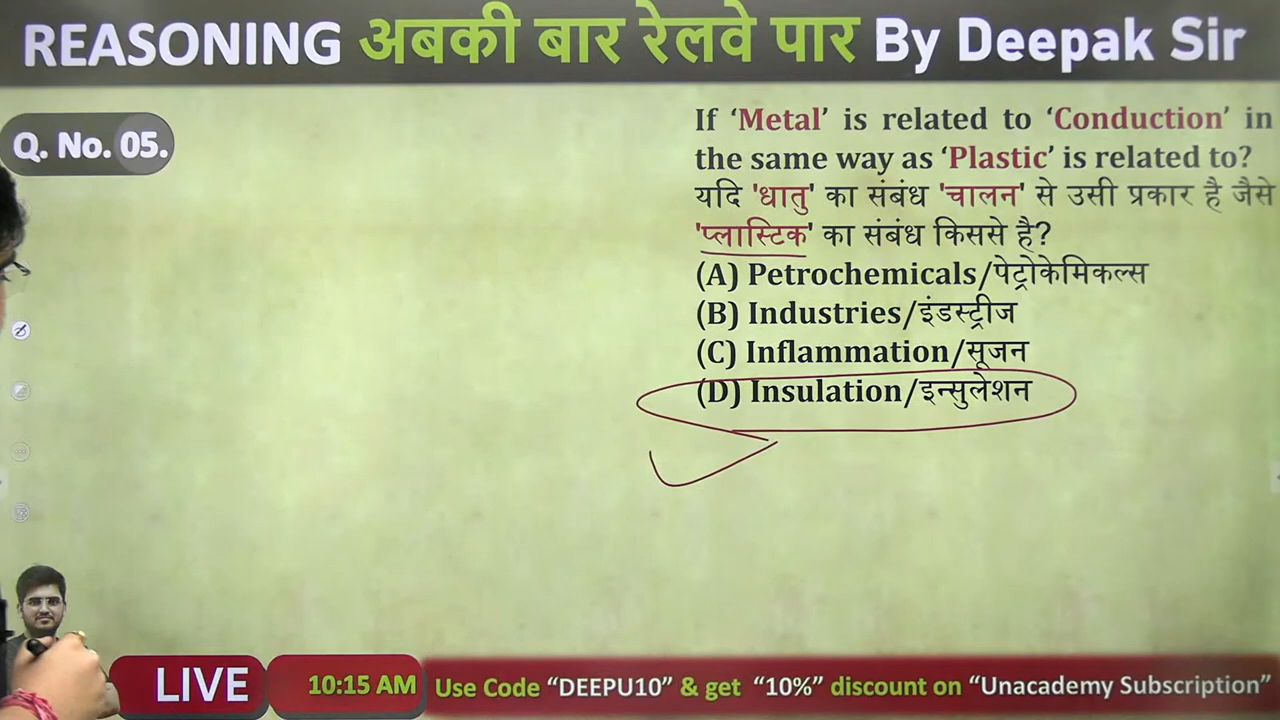 REASONING अबकी बार रेलवे पार By Deepak Sir
Q. No. 05.
If ‘Metal’ is related to ‘Conduction’ in
the same way as ‘Plastic’ is related to?
यदि 'धातु' का संबंध 'चालन' से उसी प्रकार है जैसे
'प्लास्टिक' का संबंध किससे है?
(A) Petrochemicals/पेट्रोकेमिकल्स
(B) Industries/इंडस्ट्रीज
(C) Inflammation/सूजन
(D) Insulation/इन्सुलेशन
LIVE
10:15 AM
Use Code “DEEPU10” & get “10%” discount on “Unacademy Subscription”